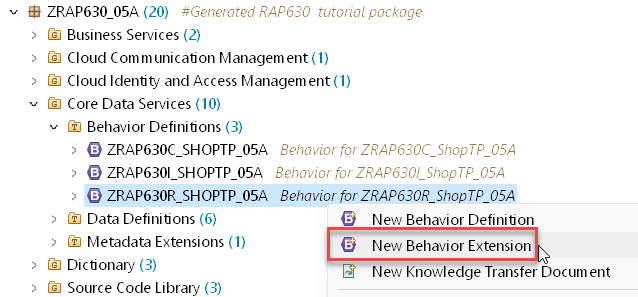 ZRAP630_05A (20) #Generated RAP630 tutorial package
Business Services (2)
Cloud Communication Management (1)
Cloud Identity and Access Management (1)
Core Data Services (10)
Behavior Definitions (3)
ZRAP630C_SHOPTP_05A Behavior for ZRAP630C_ShopTP_05A
ZRAP630I_SHOPTP_05A Behavior for ZRAP630I_ShopTP_05A
ZRAP630R_SHOPTP_05A Behavior for ZRAP630R_ShopTP_05A
Data Definitions (6)
Metadata Extensions (1)
Dictionary (3)
Source Code Library (3)
New Behavior Definition
New Behavior Extension
New Knowledge Transfer Document